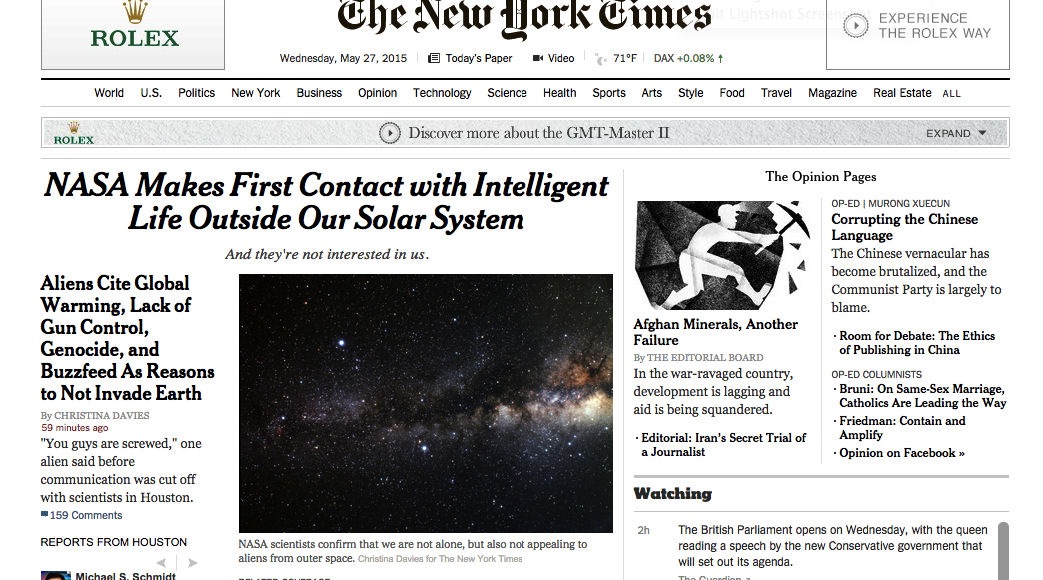 ROLEX
The New York Times
it Lightshot Screenshot
EXPERIENCE
THE ROLEX WAY
Wednesday, May 27, 2015
Today's Paper
Video
71°F
DAX +0.08% ↑
World U.S. Politics New York Business Opinion Technology Science Health Sports Arts Style Food Travel Magazine Real Estate ALL
ROLEX
Discover more about the GMT-Master II
EXPAND
NASA Makes First Contact with Intelligent
Life Outside Our Solar System
And they're not interested in us.
Aliens Cite Global
Warming, Lack of
Gun Control,
Genocide, and
Buzzfeed As Reasons
to Not Invade Earth
By CHRISTINA DAVIES
59 minutes ago
"You guys are screwed," one
alien said before
communication was cut off
with scientists in Houston.
159 Comments
REPORTS FROM HOUSTON
Michael S. Schmidt
NASA scientists confirm that we are not alone, but also not appealing to
aliens from outer space. Christina Davies for The New York Times
RELATED COVERAGE
The Opinion Pages
Afghan Minerals, Another
Failure
By THE EDITORIAL BOARD
In the war-ravaged country,
development is lagging and
aid is being squandered.
· Editorial: Iran's Secret Trial of
a Journalist
OP-ED | MURONG XUECUN
Corrupting the Chinese
Language
The Chinese vernacular has
become brutalized, and the
Communist Party is largely to
blame.
· Room for Debate: The Ethics
of Publishing in China
OP-ED COLUMNISTS
· Bruni: On Same-Sex Marriage,
Catholics Are Leading the Way
· Friedman: Contain and
Amplify
· Opinion on Facebook »
Watching
2h
The British Parliament opens on Wednesday, with the queen
reading a speech by the new Conservative government that
will set out its agenda.
The Guardian